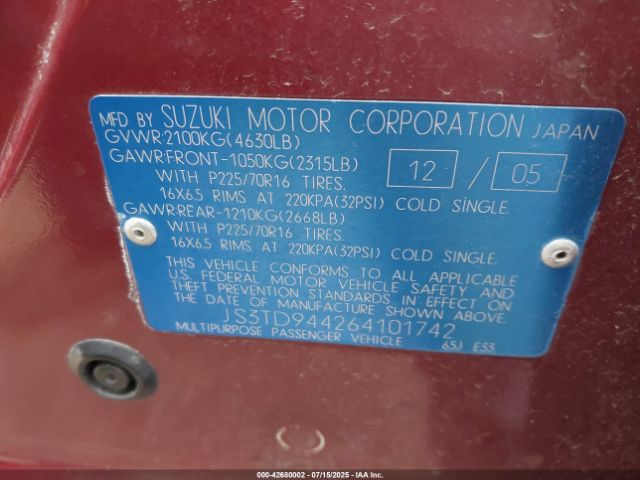 MFD BY SUZUKI MOTOR CORPORATION JAPAN
GVWR:2100KG(4630LB)
GAWR:FRONT-1050KG(2315LB) 12 / 05
WITH P225/70R16 TIRES.
16X6.5 RIMS AT 220KPA(32PSI) COLD SINGLE.
GAWR:REAR-1210KG(2668LB)
WITH P225/70R16 TIRES.
16X6.5 RIMS AT 220KPA(32PSI) COLD SINGLE.
THIS VEHICLE CONFORMS TO ALL APPLICABLE
U.S. FEDERAL MOTOR VEHICLE SAFETY AND
THEFT PREVENTION STANDARDS IN EFFECT ON
THE DATE OF MANUFACTURE SHOWN ABOVE.
JS3TD944264101742
MULTIPURPOSE PASSENGER VEHICLE 65J E33
000-42680002 - 07/15/2025 - IAA Inc.